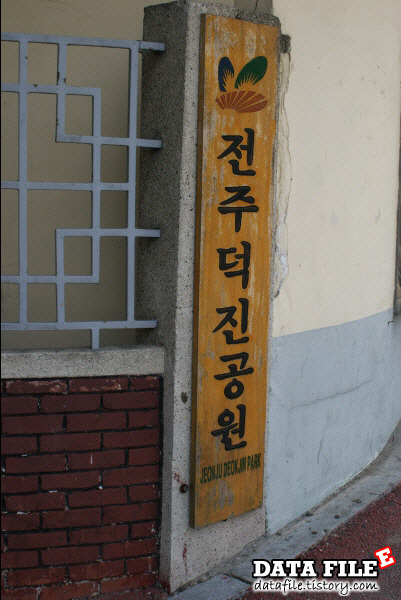 전주덕진공원
JEONJU DEOKJIN PARK
DATA FILE E
datafile.tistory.com